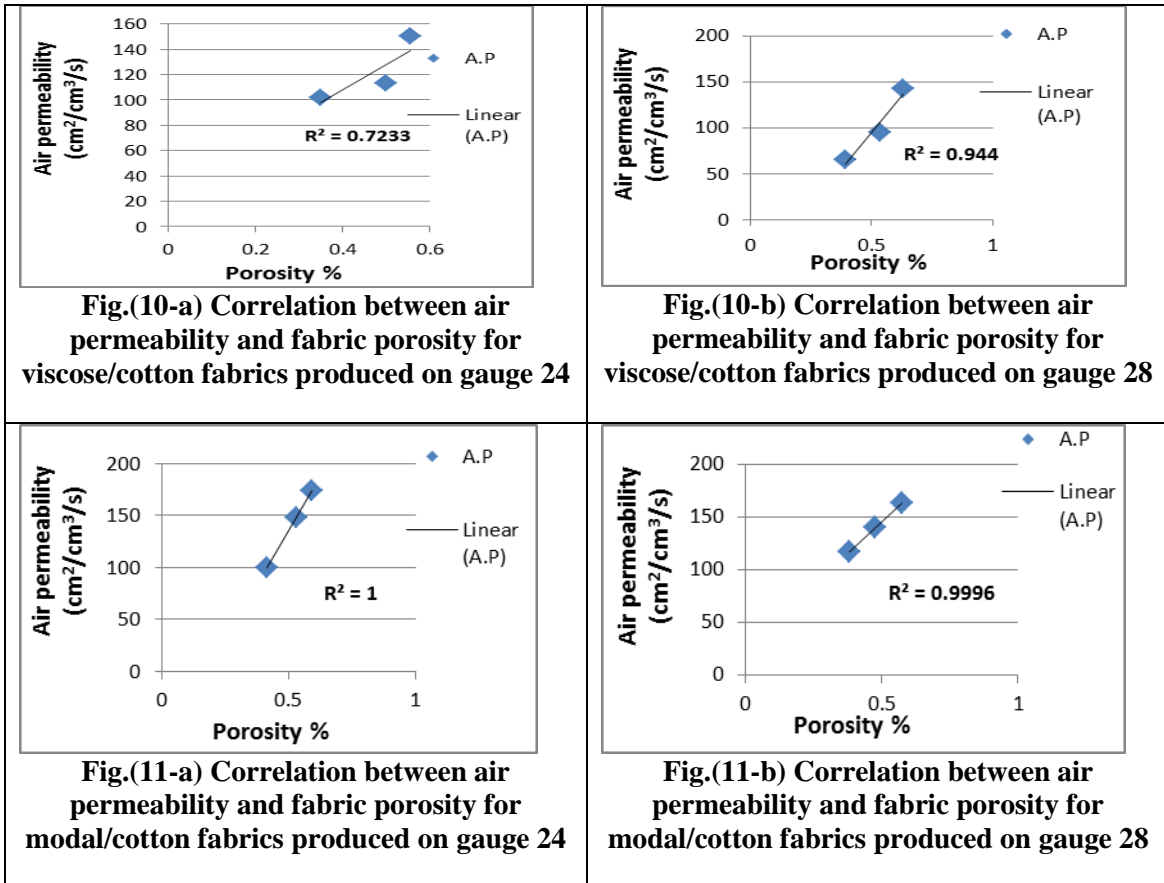 160
140
120
100
80
60
40
20
0
Air permeability
(cm²/cm³/s)
0
0.2
0.4
0.6
Porosity %
R² = 0.7233
A.P
Linear
(A.P)
Fig.(10-a) Correlation between air
permeability and fabric porosity for
viscose/cotton fabrics produced on gauge 24
200
150
100
50
0
Air permeability
(cm²/cm³/s)
0
0.5
1
Porosity %
R² = 0.944
A.P
Linear
(A.P)
Fig.(10-b) Correlation between air
permeability and fabric porosity for
viscose/cotton fabrics produced on gauge 28
200
150
100
50
0
Air permeability
(cm²/cm³/s)
0
0.5
1
Porosity %
R² = 1
A.P
Linear
(A.P)
Fig.(11-a) Correlation between air
permeability and fabric porosity for
modal/cotton fabrics produced on gauge 24
200
150
100
50
0
Air permeability
(cm²/cm³/s)
0
0.5
1
Porosity %
R² = 0.9996
A.P
Linear
(A.P)
Fig.(11-b) Correlation between air
permeability and fabric porosity for
modal/cotton fabrics produced on gauge 28